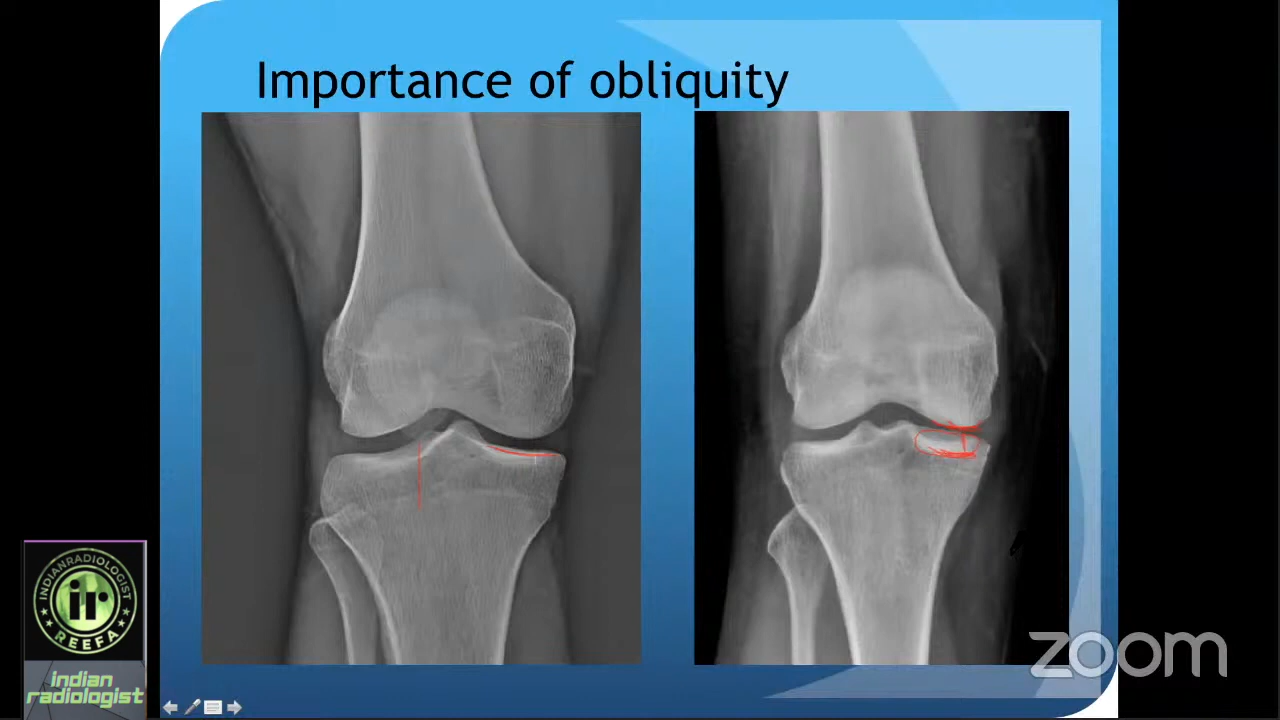 Importance of obliquity
INDIANRADIOLOGIST
ir
REEFA
indian
radiologist
zoom